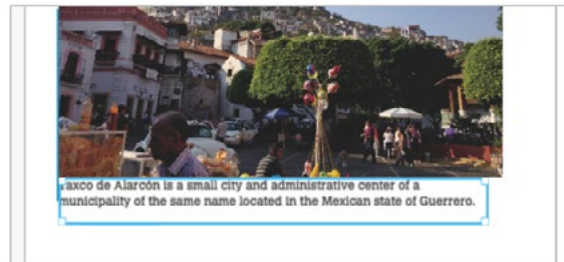 Taxco de Alarcón is a small city and administrative center of a
municipality of the same name located in the Mexican state of Guerrero.